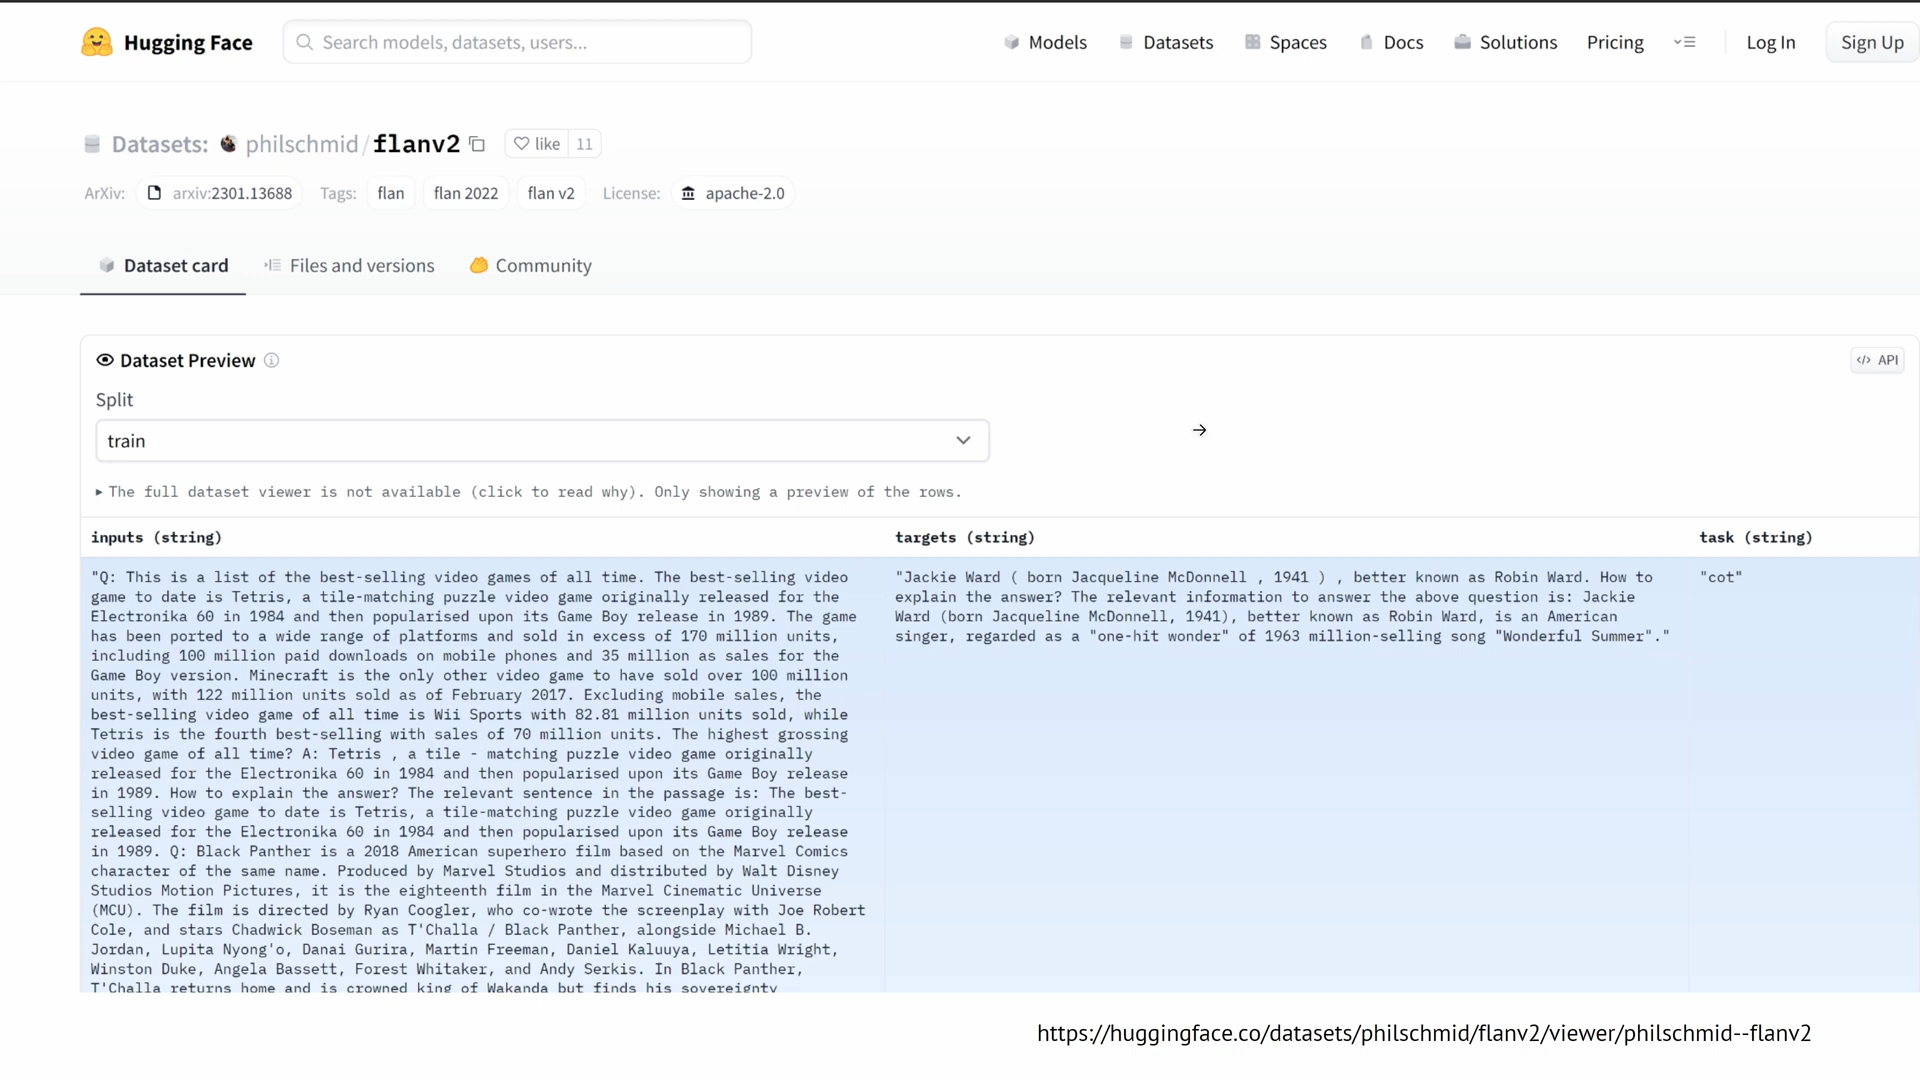 Hugging Face
Search models, datasets, users...
Models
Datasets
Spaces
Docs
Solutions
Pricing
Log In
Sign Up
Datasets: philschmid/flanv2
like 11
ArXiv: arxiv:2301.13688 Tags: flan flan 2022 flan v2 License: apache-2.0
Dataset card
Files and versions
Community
Dataset Preview
</> API
Split
train
The full dataset viewer is not available (click to read why). Only showing a preview of the rows.
inputs (string)
"Q: This is a list of the best-selling video games of all time. The best-selling video
game to date is Tetris, a tile-matching puzzle video game originally released for the
Electronika 60 in 1984 and then popularised upon its Game Boy release in 1989. The game
has been ported to a wide range of platforms and sold in excess of 170 million units,
including 100 million paid downloads on mobile phones and 35 million as sales for the
Game Boy version. Minecraft is the only other video game to have sold over 100 million
units, with 122 million units sold as of February 2017. Excluding mobile sales, the
best-selling video game of all time is Wii Sports with 82.81 million units sold, while
Tetris is the fourth best-selling with sales of 70 million units. The highest grossing
video game of all time? A: Tetris , a tile - matching puzzle video game originally
released for the Electronika 60 in 1984 and then popularised upon its Game Boy release
in 1989. How to explain the answer? The relevant sentence in the passage is: The best-
selling video game to date is Tetris, a tile-matching puzzle video game originally
released for the Electronika 60 in 1984 and then popularised upon its Game Boy release
in 1989. Q: Black Panther is a 2018 American superhero film based on the Marvel Comics
character of the same name. Produced by Marvel Studios and distributed by Walt Disney
Studios Motion Pictures, it is the eighteenth film in the Marvel Cinematic Universe
(MCU). The film is directed by Ryan Coogler, who co-wrote the screenplay with Joe Robert
Cole, and stars Chadwick Boseman as T'Challa / Black Panther, alongside Michael B.
Jordan, Lupita Nyong'o, Danai Gurira, Martin Freeman, Daniel Kaluuya, Letitia Wright,
Winston Duke, Angela Bassett, Forest Whitaker, and Andy Serkis. In Black Panther,
T'Challa returns home and is crowned king of Wakanda but finds his sovereignty
targets (string)
"Jackie Ward ( born Jacqueline McDonnell , 1941 ) , better known as Robin Ward. How to
explain the answer? The relevant information to answer the above question is: Jackie
Ward (born Jacqueline McDonnell, 1941), better known as Robin Ward, is an American
singer, regarded as a "one-hit wonder" of 1963 million-selling song "Wonderful Summer"."
task (string)
"cot"
https://huggingface.co/datasets/philschmid/flanv2/viewer/philschmid--flanv2